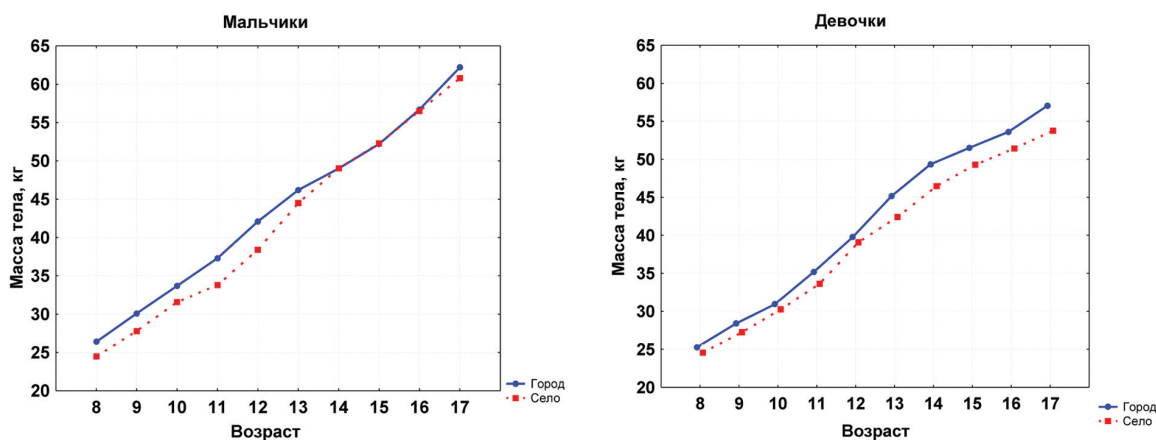 Мальчики
Масса тела, кг
65
60
55
50
45
40
35
30
25
20
8 9 10 11 12 13 14 15 16 17
Возраст
Город
Село
Девочки
Масса тела, кг
65
60
55
50
45
40
35
30
25
20
8 9 10 11 12 13 14 15 16 17
Возраст
Город
Село